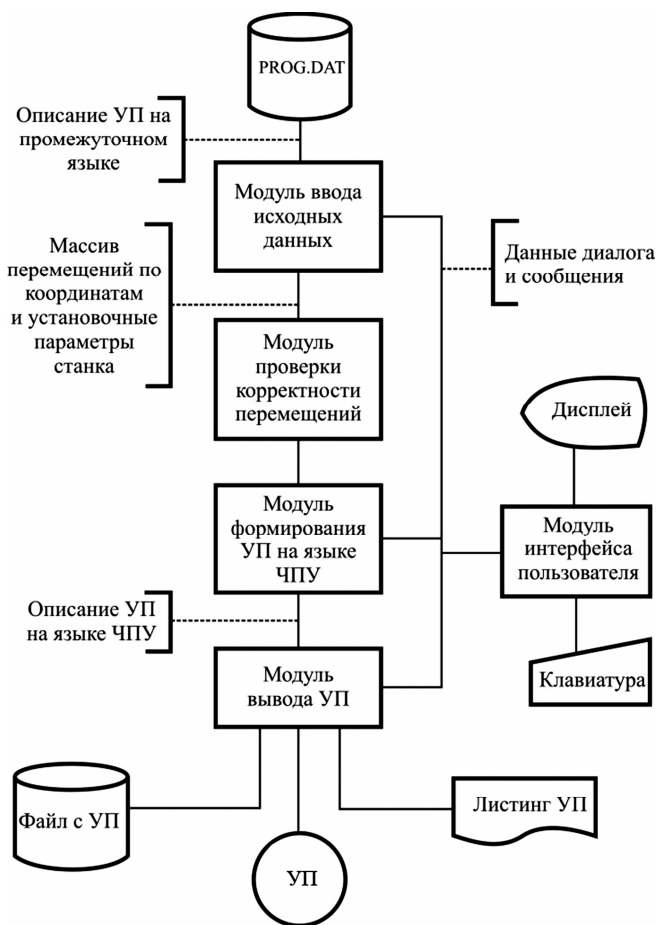 PROG.DAT
Описание УП на
промежуточном
языке
Модуль ввода
исходных
данных
Массив
перемещений по
координатам
и установочные
параметры
станка
Данные диалога
и сообщения
Модуль
проверки
корректности
перемещений
Дисплей
Модуль
формирования
УП на языке
ЧПУ
Модуль
интерфейса
пользователя
Описание УП
на языке ЧПУ
Модуль
вывода УП
Клавиатура
Файл с УП
УП
Листинг УП